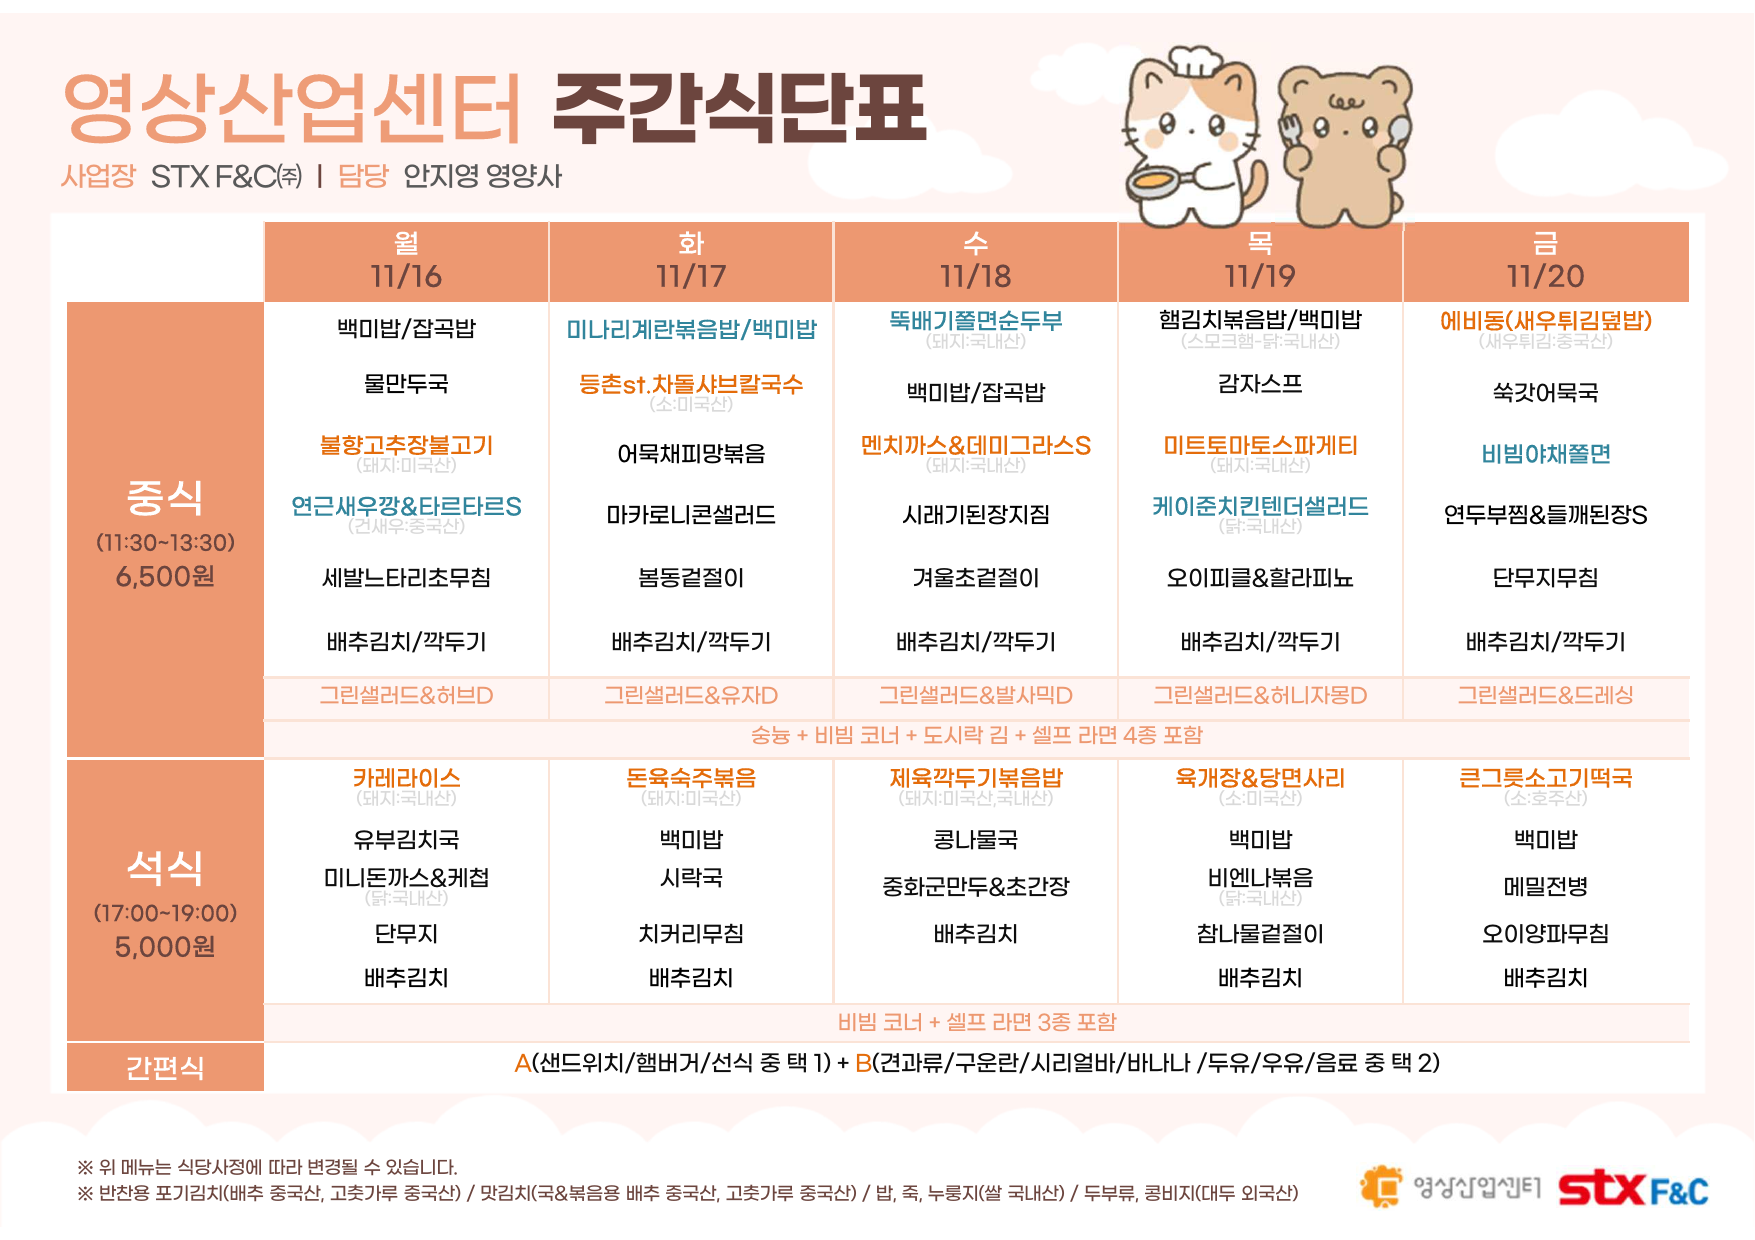 영상산업센터 주간식단표
사업장 STX F&C㈜ | 담당 안지영 영양사
월 화 수 목 금
11/16 11/17 11/18 11/19 11/20
중식
(11:30~13:30)
6,500원
백미밥/잡곡밥 미나리계란볶음밥/백미밥 뚝배기쫄면순두부 햄김치볶음밥/백미밥 에비동(새우튀김덮밥)
(돼지:국내산) (스모크햄-닭:국내산) (새우튀김:중국산)
물만두국 등촌st.차돌샤브칼국수 백미밥/잡곡밥 감자스프 쑥갓어묵국
(소:미국산)
불향고추장불고기 어묵채피망볶음 멘치까스&데미그라스S 미트토마토스파게티 비빔야채쫄면
(돼지:미국산) (돼지:국내산) (돼지:국내산)
연근새우깡&타르타르S 마카로니콘샐러드 시래기된장지짐 케이준치킨텐더샐러드 연두부찜&들깨된장S
(건새우:중국산) (닭:국내산)
세발느타리초무침 봄동겉절이 겨울초겉절이 오이피클&할라피뇨 단무지무침
배추김치/깍두기 배추김치/깍두기 배추김치/깍두기 배추김치/깍두기 배추김치/깍두기
그린샐러드&허브D 그린샐러드&유자D 그린샐러드&발사믹D 그린샐러드&허니자몽D 그린샐러드&드레싱
숭늉 + 비빔 코너 + 도시락 김 + 셀프 라면 4종 포함
석식
(17:00~19:00)
5,000원
카레라이스 돈육숙주볶음 제육깍두기볶음밥 육개장&당면사리 큰그릇소고기떡국
(돼지:국내산) (돼지:미국산) (돼지:미국산,국내산) (소:미국산) (소:호주산)
유부김치국 백미밥 콩나물국 백미밥 백미밥
미니돈까스&케첩 시락국 중화군만두&초간장 비엔나볶음 메밀전병
(닭:국내산) (닭:국내산)
단무지 치커리무침 배추김치 참나물겉절이 오이양파무침
배추김치 배추김치 배추김치 배추김치
비빔 코너 + 셀프 라면 3종 포함
간편식
A(샌드위치/햄버거/선식 중 택 1) + B(견과류/구운란/시리얼바/바나나 /두유/우유/음료 중 택 2)
※ 위 메뉴는 식당사정에 따라 변경될 수 있습니다.
※ 반찬용 포기김치(배추 중국산, 고춧가루 중국산) / 맛김치(국&볶음용 배추 중국산, 고춧가루 중국산) / 밥, 죽, 누룽지(쌀 국내산) / 두부류, 콩비지(대두 외국산)
영상산업센터 STX F&C